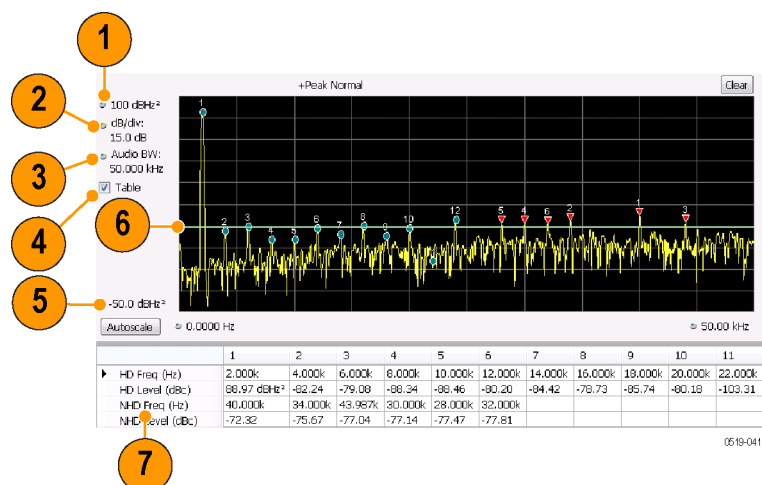 1
+Peak Normal
Clear
2
100 dBHz²
dB/div:
15.0 dB
3
Audio BW:
50.000 kHz
Table
4
6
5
-50.0 dBHz²
1
2
3
4
5
6
7
8
9
10
12
5
4
6
2
1
3
Autoscale
0.0000 Hz
50.00 kHz
1 2 3 4 5 6 7 8 9 10 11
HD Freq (Hz) 2.000k 4.000k 6.000k 8.000k 10.000k 12.000k 14.000k 16.000k 18.000k 20.000k 22.000k
HD Level (dBc) 88.97 dBHz² -82.24 -79.08 -88.34 -88.46 -80.20 -84.42 -78.73 -85.74 -80.18 -103.31
NHD Freq (Hz) 40.000k 34.000k 43.987k 30.000k 28.000k 32.000k
NHD Level (dBc) -72.32 -75.67 -77.04 -77.14 -77.47 -77.81
7
0519-041